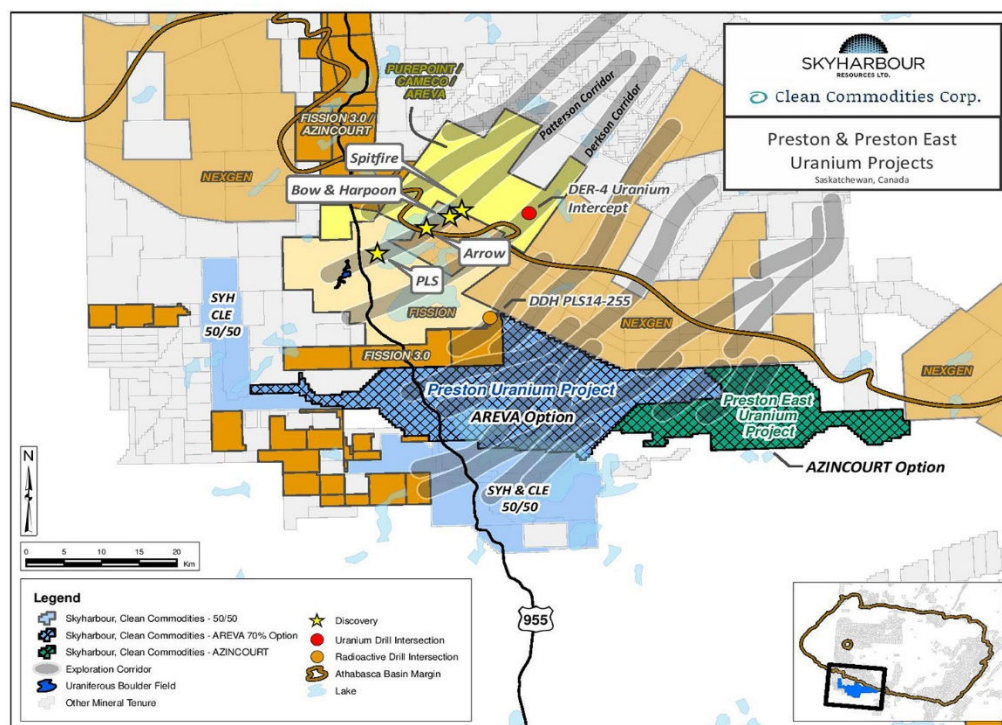 SKYHARBOUR
RESOURCES LTD.
Clean Commodities Corp.
Preston & Preston East
Uranium Projects
Saskatchewan, Canada
PUREPOINT /
CAMECO /
AREVA
FISSION 3.0 /
AZINCOURT
NEXGEN
Spitfire
Bow & Harpoon
Patterson Corridor
Derkson Corridor
DER-4 Uranium
Intercept
Arrow
PLS
SYH
CLE
50/50
FISSION
DDH PLS14-255
NEXGEN
FISSION 3.0
NEXGEN
Preston Uranium Project
AREVA Option
Preston East
Uranium
Project
AZINCOURT Option
SYH & CLE
50/50
N
0 5 10 20
Km
955
Legend
Skyharbour, Clean Commodities - 50/50
Skyharbour, Clean Commodities - AREVA 70% Option
Skyharbour, Clean Commodities - AZINCOURT
Exploration Corridor
Uraniferous Boulder Field
Other Mineral Tenure
Discovery
Uranium Drill Intersection
Radioactive Drill Intersection
Athabasca Basin Margin
Lake